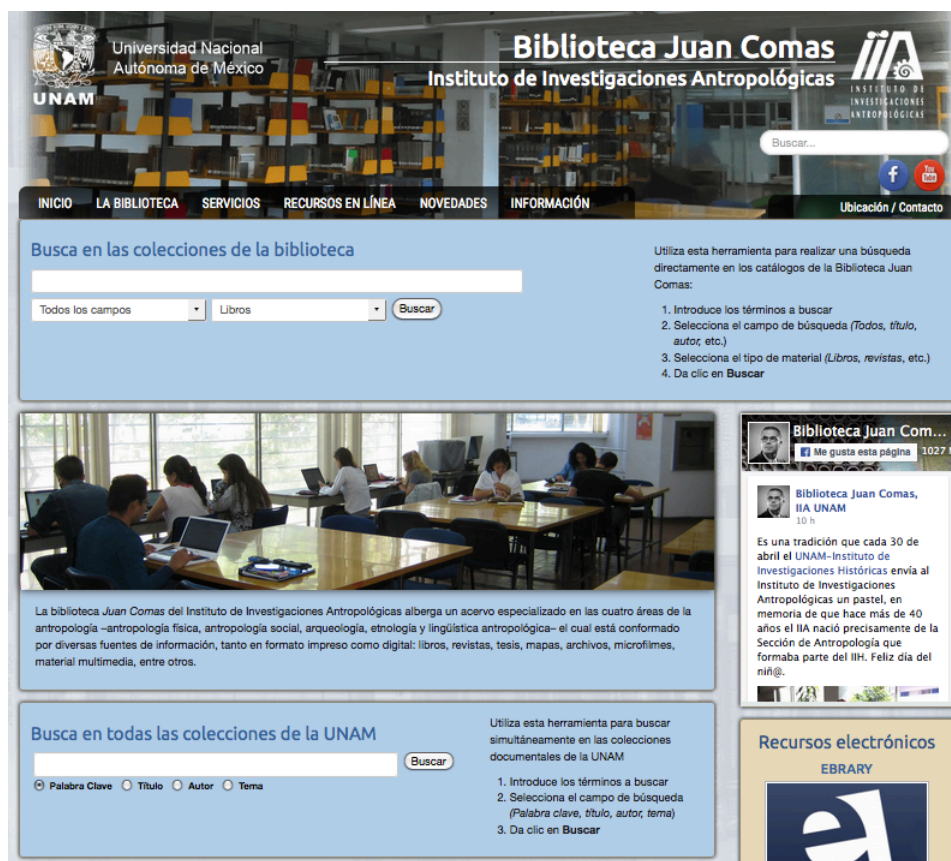 Universidad Nacional
Autónoma de México
UNAM
Biblioteca Juan Comas
Instituto de Investigaciones Antropológicas
iiA
INSTITUTO DE
INVESTIGACIONES
ANTROPOLÓGICAS
Buscar...
f
You
Tube
INICIO LA BIBLIOTECA SERVICIOS RECURSOS EN LÍNEA NOVEDADES INFORMACIÓN
Ubicación / Contacto
Busca en las colecciones de la biblioteca
Todos los campos Libros Buscar
Utiliza esta herramienta para realizar una búsqueda
directamente en los catálogos de la Biblioteca Juan
Comas:
1. Introduce los términos a buscar
2. Selecciona el campo de búsqueda (Todos, título,
autor, etc.)
3. Selecciona el tipo de material (Libros, revistas, etc.)
4. Da clic en Buscar
La biblioteca Juan Comas del Instituto de Investigaciones Antropológicas alberga un acervo especializado en las cuatro áreas de la
antropología –antropología física, antropología social, arqueología, etnología y lingüística antropológica– el cual está conformado
por diversas fuentes de información, tanto en formato impreso como digital: libros, revistas, tesis, mapas, archivos, microfilmes,
material multimedia, entre otros.
Biblioteca Juan Com...
Me gusta esta página 1027
Biblioteca Juan Comas,
IIA UNAM
10 h
Es una tradición que cada 30 de
abril el UNAM-Instituto de
Investigaciones Históricas envía al
Instituto de Investigaciones
Antropológicas un pastel, en
memoria de que hace más de 40
años el IIA nació precisamente de la
Sección de Antropología que
formaba parte del IIH. Feliz día del
niñ@.
Busca en todas las colecciones de la UNAM
Buscar
Palabra Clave Título Autor Tema
Utiliza esta herramienta para buscar
simultáneamente en las colecciones
documentales de la UNAM
1. Introduce los términos a buscar
2. Selecciona el campo de búsqueda
(Palabra clave, título, autor, tema)
3. Da clic en Buscar
Recursos electrónicos
EBRARY